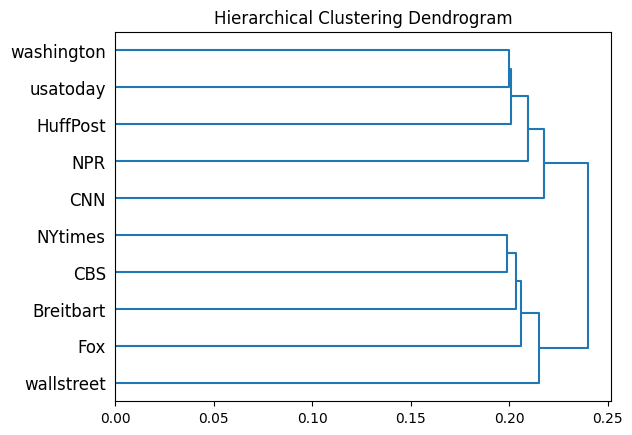 Hierarchical Clustering Dendrogram
washington
usatoday
HuffPost
NPR
CNN
NYtimes
CBS
Breitbart
Fox
wallstreet
0.00 0.05 0.10 0.15 0.20 0.25